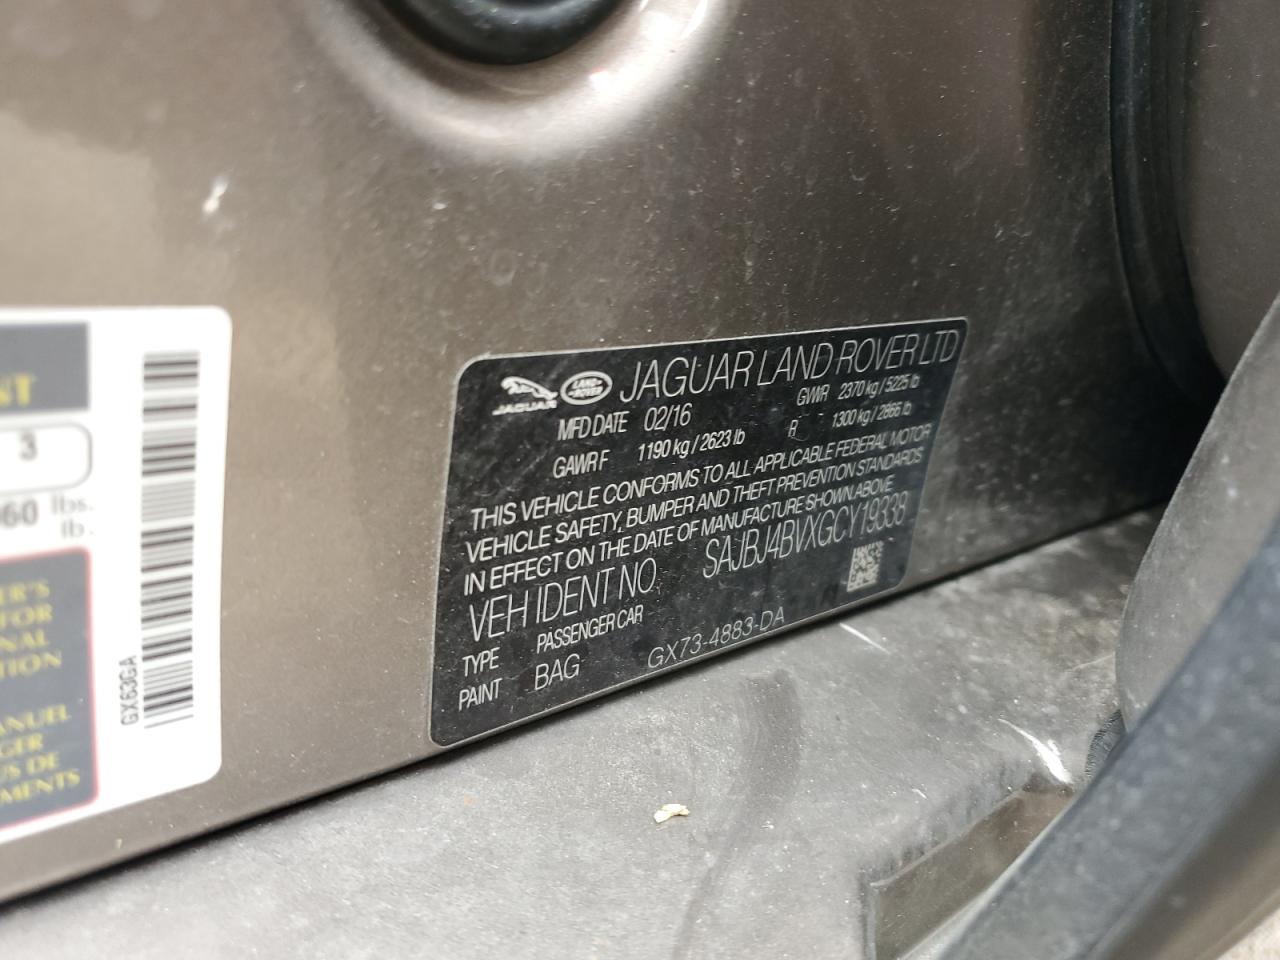 JAGUAR
LAND-
-ROVER
JAGUAR LAND ROVER LTD
MFD DATE 02/16 GVWR 2370 kg / 5225 lb
GAWR F 1190 kg / 2623 lb R 1300 kg / 2866 lb
THIS VEHICLE CONFORMS TO ALL APPLICABLE FEDERAL MOTOR
VEHICLE SAFETY, BUMPER AND THEFT PREVENTION STANDARDS
IN EFFECT ON THE DATE OF MANUFACTURE SHOWN ABOVE.
VEH IDENT NO. SAJBJ4BVXGCY19338
TYPE PASSENGER CAR
PAINT BAG GX73-4883-DA
3
lbs.
lb.
GX63GA